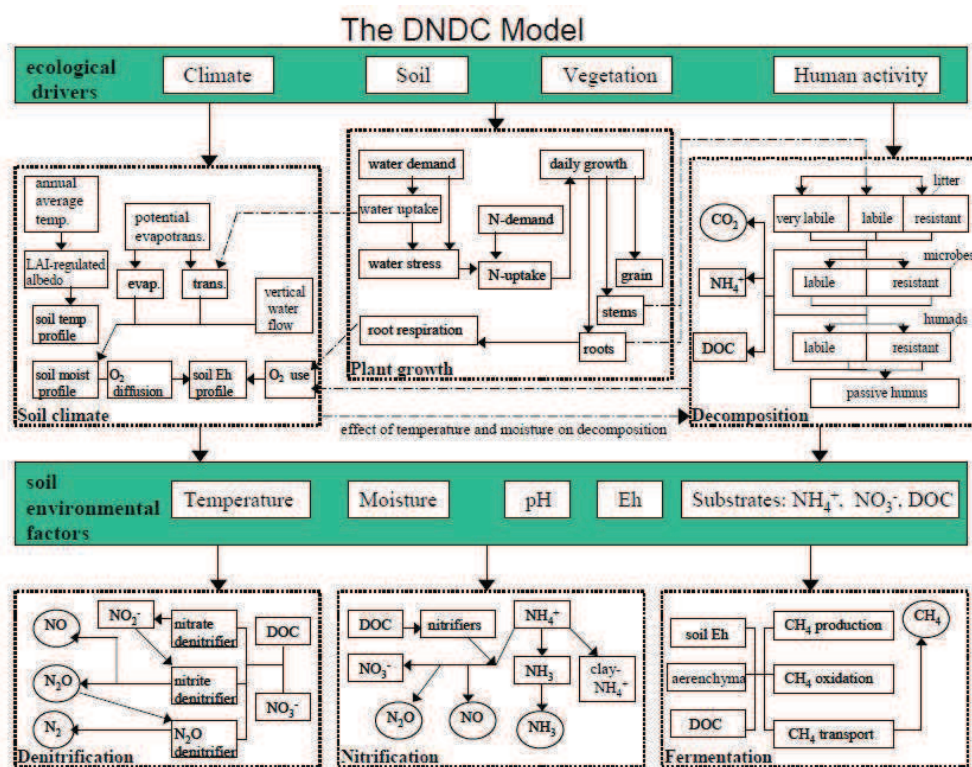 The DNDC Model
ecological
drivers
Climate
Soil
Vegetation
Human activity
annual
average
temp.
potential
evapotrans.
LAI-regulated
albedo
evap.
trans.
vertical
water
flow
soil temp
profile
soil moist
profile
O₂
diffusion
soil Eh
profile
O₂ use
Soil climate
water demand
daily growth
water uptake
N-demand
water stress
N-uptake
grain
stems
root respiration
roots
Plant growth
litter
CO₂
very labile
labile
resistant
microbes
NH₄⁺
labile
resistant
humads
DOC
labile
resistant
passive humus
Decomposition
effect of temperature and moisture on decomposition
soil
environmental
factors
Temperature
Moisture
pH
Eh
Substrates: NH₄⁺, NO₃⁻, DOC
NO
NO₂⁻
nitrate
denitrifier
DOC
N₂O
nitrite
denitrifier
NO₃⁻
N₂
N₂O
denitrifier
Denitrification
DOC
nitrifiers
NH₄⁺
NO₃⁻
NH₃
clay-
NH₄⁺
N₂O
NO
NH₃
Nitrification
soil Eh
CH₄ production
CH₄
aerenchyma
CH₄ oxidation
DOC
CH₄ transport
Fermentation